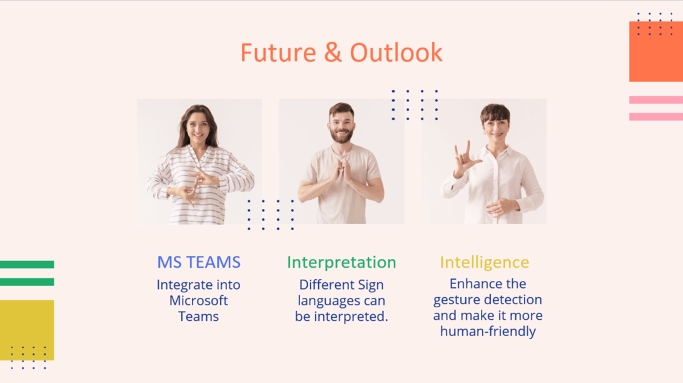 Future & Outlook
MS TEAMS
Integrate into
Microsoft
Teams
Interpretation
Different Sign
languages can
be interpreted.
Intelligence
Enhance the
gesture detection
and make it more
human-friendly